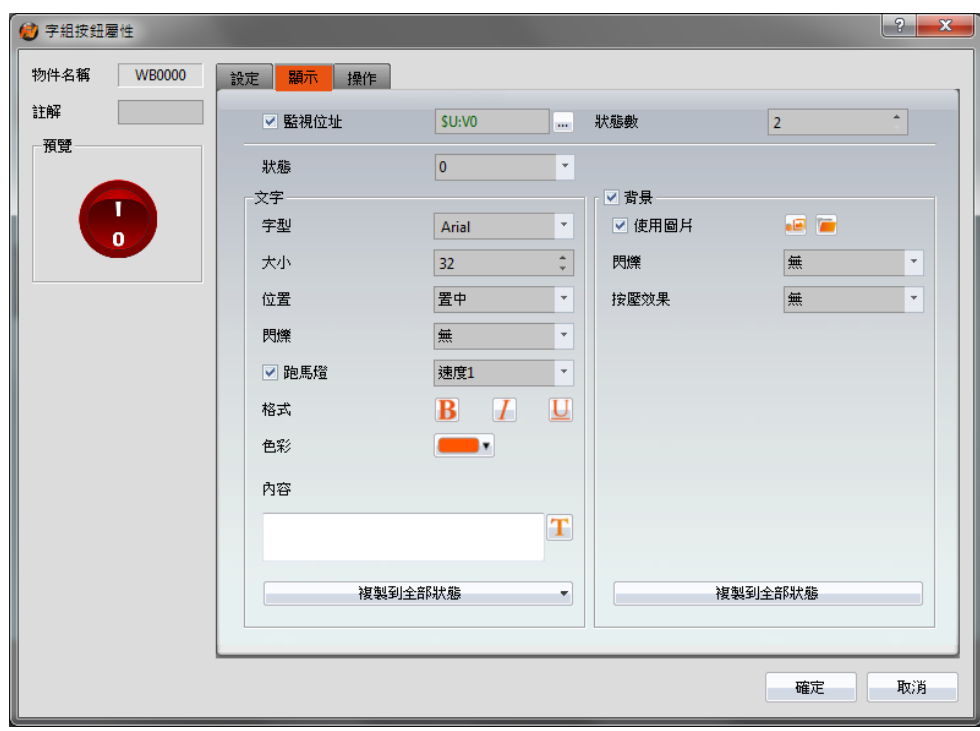 字組按鈕屬性
?
物件名稱 WB0000
註解
預覽
I
0
設定 顯示 操作
監視位址 $U:V0 ... 狀態數 2
狀態 0
文字
字型 Arial
大小 32
位置 置中
閃爍 無
跑馬燈 速度1
格式 B I U
色彩
內容
T
複製到全部狀態
背景
使用圖片
閃爍 無
按壓效果 無
複製到全部狀態
確定 取消